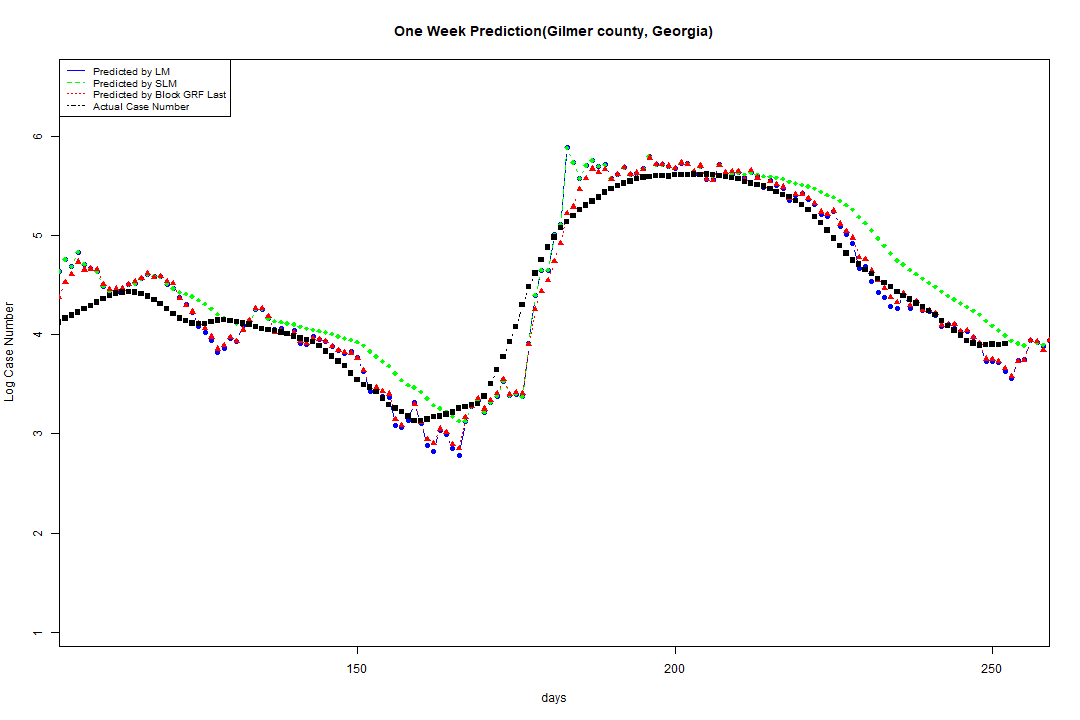 One Week Prediction(Gilmer county, Georgia)
Predicted by LM
Predicted by SLM
Predicted by Block GRF Last
Actual Case Number
6
5
4
3
2
1
Log Case Number
150
200
250
days